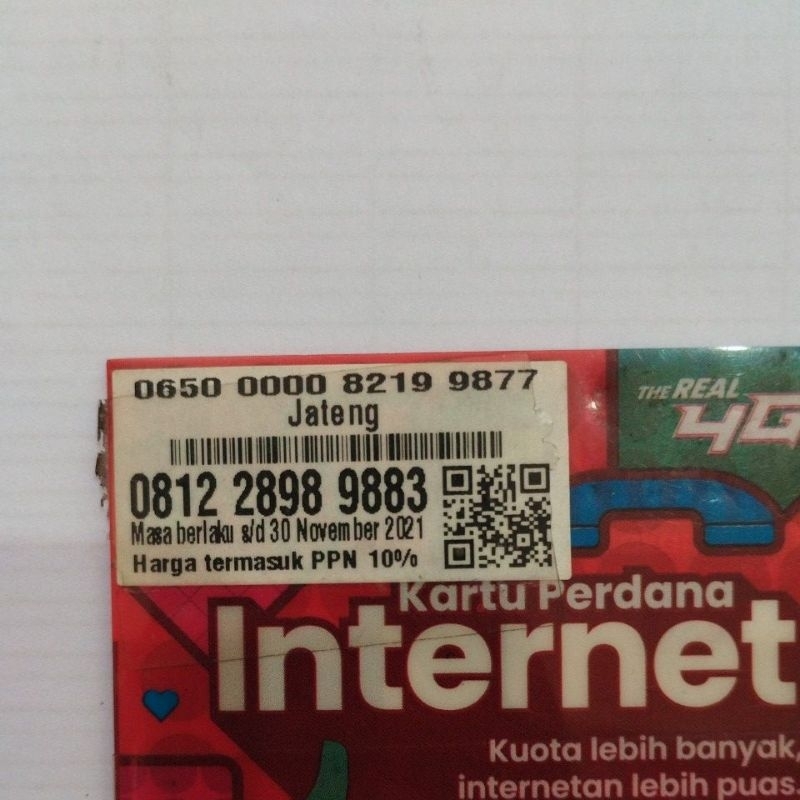 0650 0000 8219 9877
Jateng
0812 2898 9883
Masa berlaku s/d 30 November 2021
Harga termasuk PPN 10%
THE REAL
4G
Kartu Perdana
Internet
Kuota lebih banyak,
internetan lebih puas.